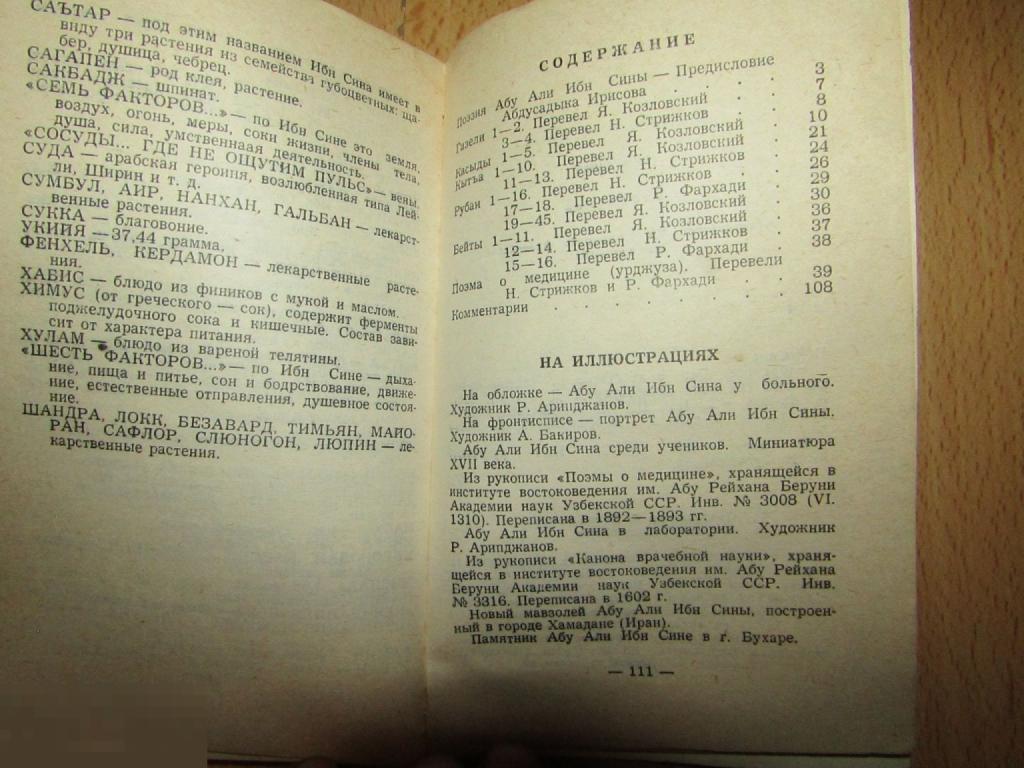 САЪТАР — под этим названием Ибн Сина имеет в
виду три растения из семейства губоцветных: ча-
бер, душица, чебрец.
САГАПЕН — род клея, растение.
САКБАДЖ — шпинат.
«СЕМЬ ФАКТОРОВ...» — по Ибн Сине это земля,
воздух, огонь, меры, соки жизни, члены тела,
душа, сила, умственнаая деятельность.
«СОСУДЫ... ГДЕ НЕ ОЩУТИМ ПУЛЬС» — вены.
СУДА — арабская героиня, возлюбленная типа Лей-
ли, Ширин и т. д.
СУМБУЛ, АИР, НАНХАН, ГАЛЬБАН — лекарст-
венные растения.
СУККА — благовоние.
УКИЙЯ — 37,44 грамма.
ФЕНХЕЛЬ, КЕРДАМОН — лекарственные расте-
ния.
ХАБИС — блюдо из фиников с мукой и маслом.
ХИМУС (от греческого — сок), содержит ферменты
поджелудочного сока и кишечные. Состав зави-
сит от характера питания.
ХУЛАМ — блюдо из вареной телятины.
«ШЕСТЬ ФАКТОРОВ...» — по Ибн Сине — дыха-
ние, пища и питье, сон и бодрствование, движе-
ние, естественные отправления, душевное состоя-
ние.
ШАНДРА, ЛОКК, БЕЗАВАРД, ТИМЬЯН, МАЙО-
РАН, САФЛОР, СЛЮНОГОН, ЛЮПИН — ле-
карственные растения.
СОДЕРЖАНИЕ
Поэзия Абу Али Ибн Сины — Предисловие
Абдусадыка Ирисова . . . . 3
Газели 1—2. Перевел Я. Козловский . 7
3—4. Перевел Н. Стрижков . 8
Касыды 1—5. Перевел Я. Козловский 10
Кытъа 1—10. Перевел Я. Козловский 21
11—13. Перевел Н. Стрижков 24
Рубаи 1—16. Перевел Н. Стрижков . 26
17—18. Перевел Р. Фархади . 29
19—45. Перевел Я. Козловский 30
Бейты 1—11. Перевел Я. Козловский 36
12—14. Перевел Н. Стрижков 37
15—16. Перевел Р. Фархади . 38
Поэма о медицине (урджуза). Перевели
Н. Стрижков и Р. Фархади . . 39
Комментарии . . . . . . . 108
НА ИЛЛЮСТРАЦИЯХ
На обложке — Абу Али Ибн Сина у больного.
Художник Р. Арипджанов.
На фронтисписе — портрет Абу Али Ибн Сины.
Художник А. Бакиров.
Абу Али Ибн Сина среди учеников. Миниатюра
XVII века.
Из рукописи «Поэмы о медицине», хранящейся в
институте востоковедения им. Абу Рейхана Беруни
Академии наук Узбекской ССР. Инв. № 3008 (VI.
1310). Переписана в 1892—1893 гг.
Абу Али Ибн Сина в лаборатории. Художник
Р. Арипджанов.
Из рукописи «Канона врачебной науки», храня-
щейся в институте востоковедения им. Абу Рейхана
Беруни Академии наук Узбекской ССР. Инв.
№ 3316. Переписана в 1602 г.
Новый мавзолей Абу Али Ибн Сины, построен-
ный в городе Хамадане (Иран).
Памятник Абу Али Ибн Сине в г. Бухаре.
— 111 —